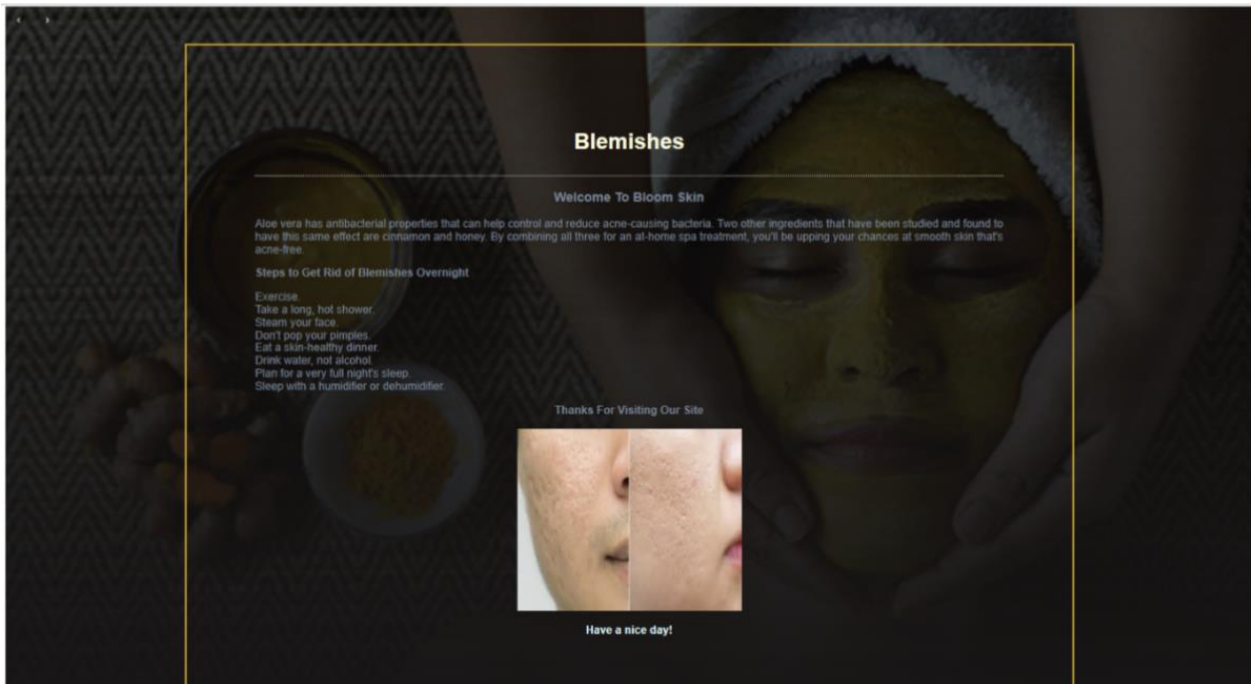 Blemishes
Welcome To Bloom Skin
Aloe vera has antibacterial properties that can help control and reduce acne-causing bacteria. Two other ingredients that have been studied and found to
have this same effect are cinnamon and honey. By combining all three for an at-home spa treatment, you'll be upping your chances at smooth skin that's
acne-free.
Steps to Get Rid of Blemishes Overnight
Exercise.
Take a long, hot shower.
Steam your face.
Don't pop your pimples.
Eat a skin-healthy dinner.
Drink water, not alcohol.
Plan for a very full night's sleep.
Sleep with a humidifier or dehumidifier.
Thanks For Visiting Our Site
Have a nice day!